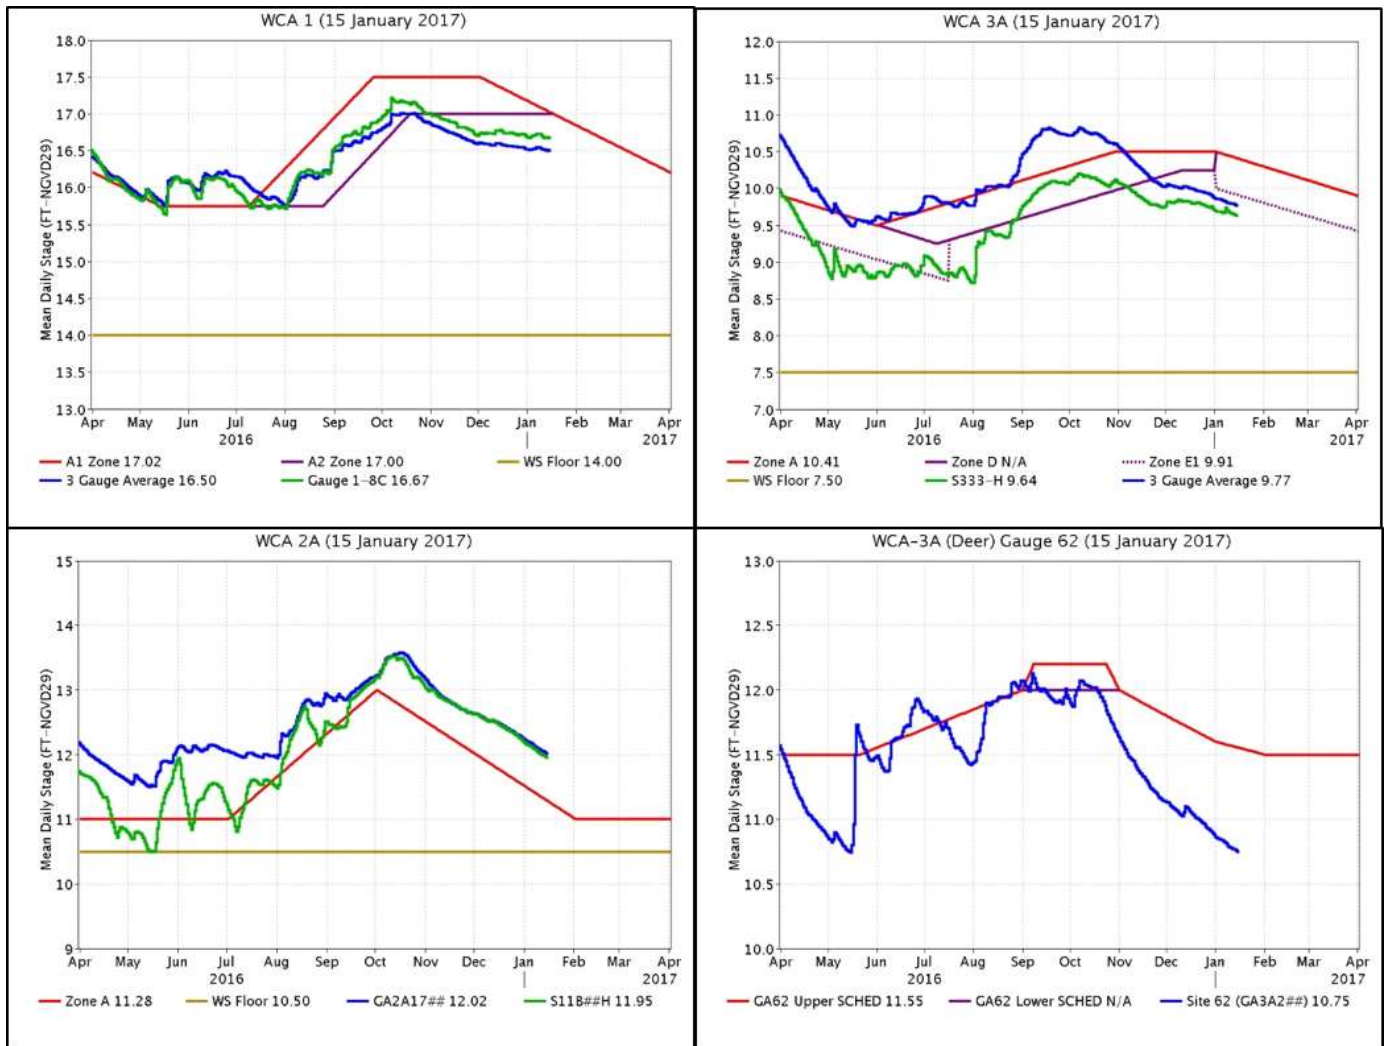 WCA 1 (15 January 2017)
Mean Daily Stage (FT-NGVD29)
18.0
17.5
17.0
16.5
16.0
15.5
15.0
14.5
14.0
13.5
13.0
Apr May Jun Jul Aug Sep Oct Nov Dec Jan Feb Mar Apr
2016 2017
A1 Zone 17.02 A2 Zone 17.00 WS Floor 14.00
3 Gauge Average 16.50 Gauge 1-8C 16.67
WCA 3A (15 January 2017)
Mean Daily Stage (FT-NGVD29)
12.0
11.5
11.0
10.5
10.0
9.5
9.0
8.5
8.0
7.5
7.0
Apr May Jun Jul Aug Sep Oct Nov Dec Jan Feb Mar Apr
2016 2017
Zone A 10.41 Zone D N/A Zone E1 9.91
WS Floor 7.50 S333-H 9.64 3 Gauge Average 9.77
WCA 2A (15 January 2017)
Mean Daily Stage (FT-NGVD29)
15
14
13
12
11
10
9
Apr May Jun Jul Aug Sep Oct Nov Dec Jan Feb Mar Apr
2016 2017
Zone A 11.28 WS Floor 10.50 GA2A17## 12.02 S11B##H 11.95
WCA-3A (Deer) Gauge 62 (15 January 2017)
Mean Daily Stage (FT-NGVD29)
13.0
12.5
12.0
11.5
11.0
10.5
10.0
Apr May Jun Jul Aug Sep Oct Nov Dec Jan Feb Mar Apr
2016 2017
GA62 Upper SCHED 11.55 GA62 Lower SCHED N/A Site 62 (GA3A2##) 10.75